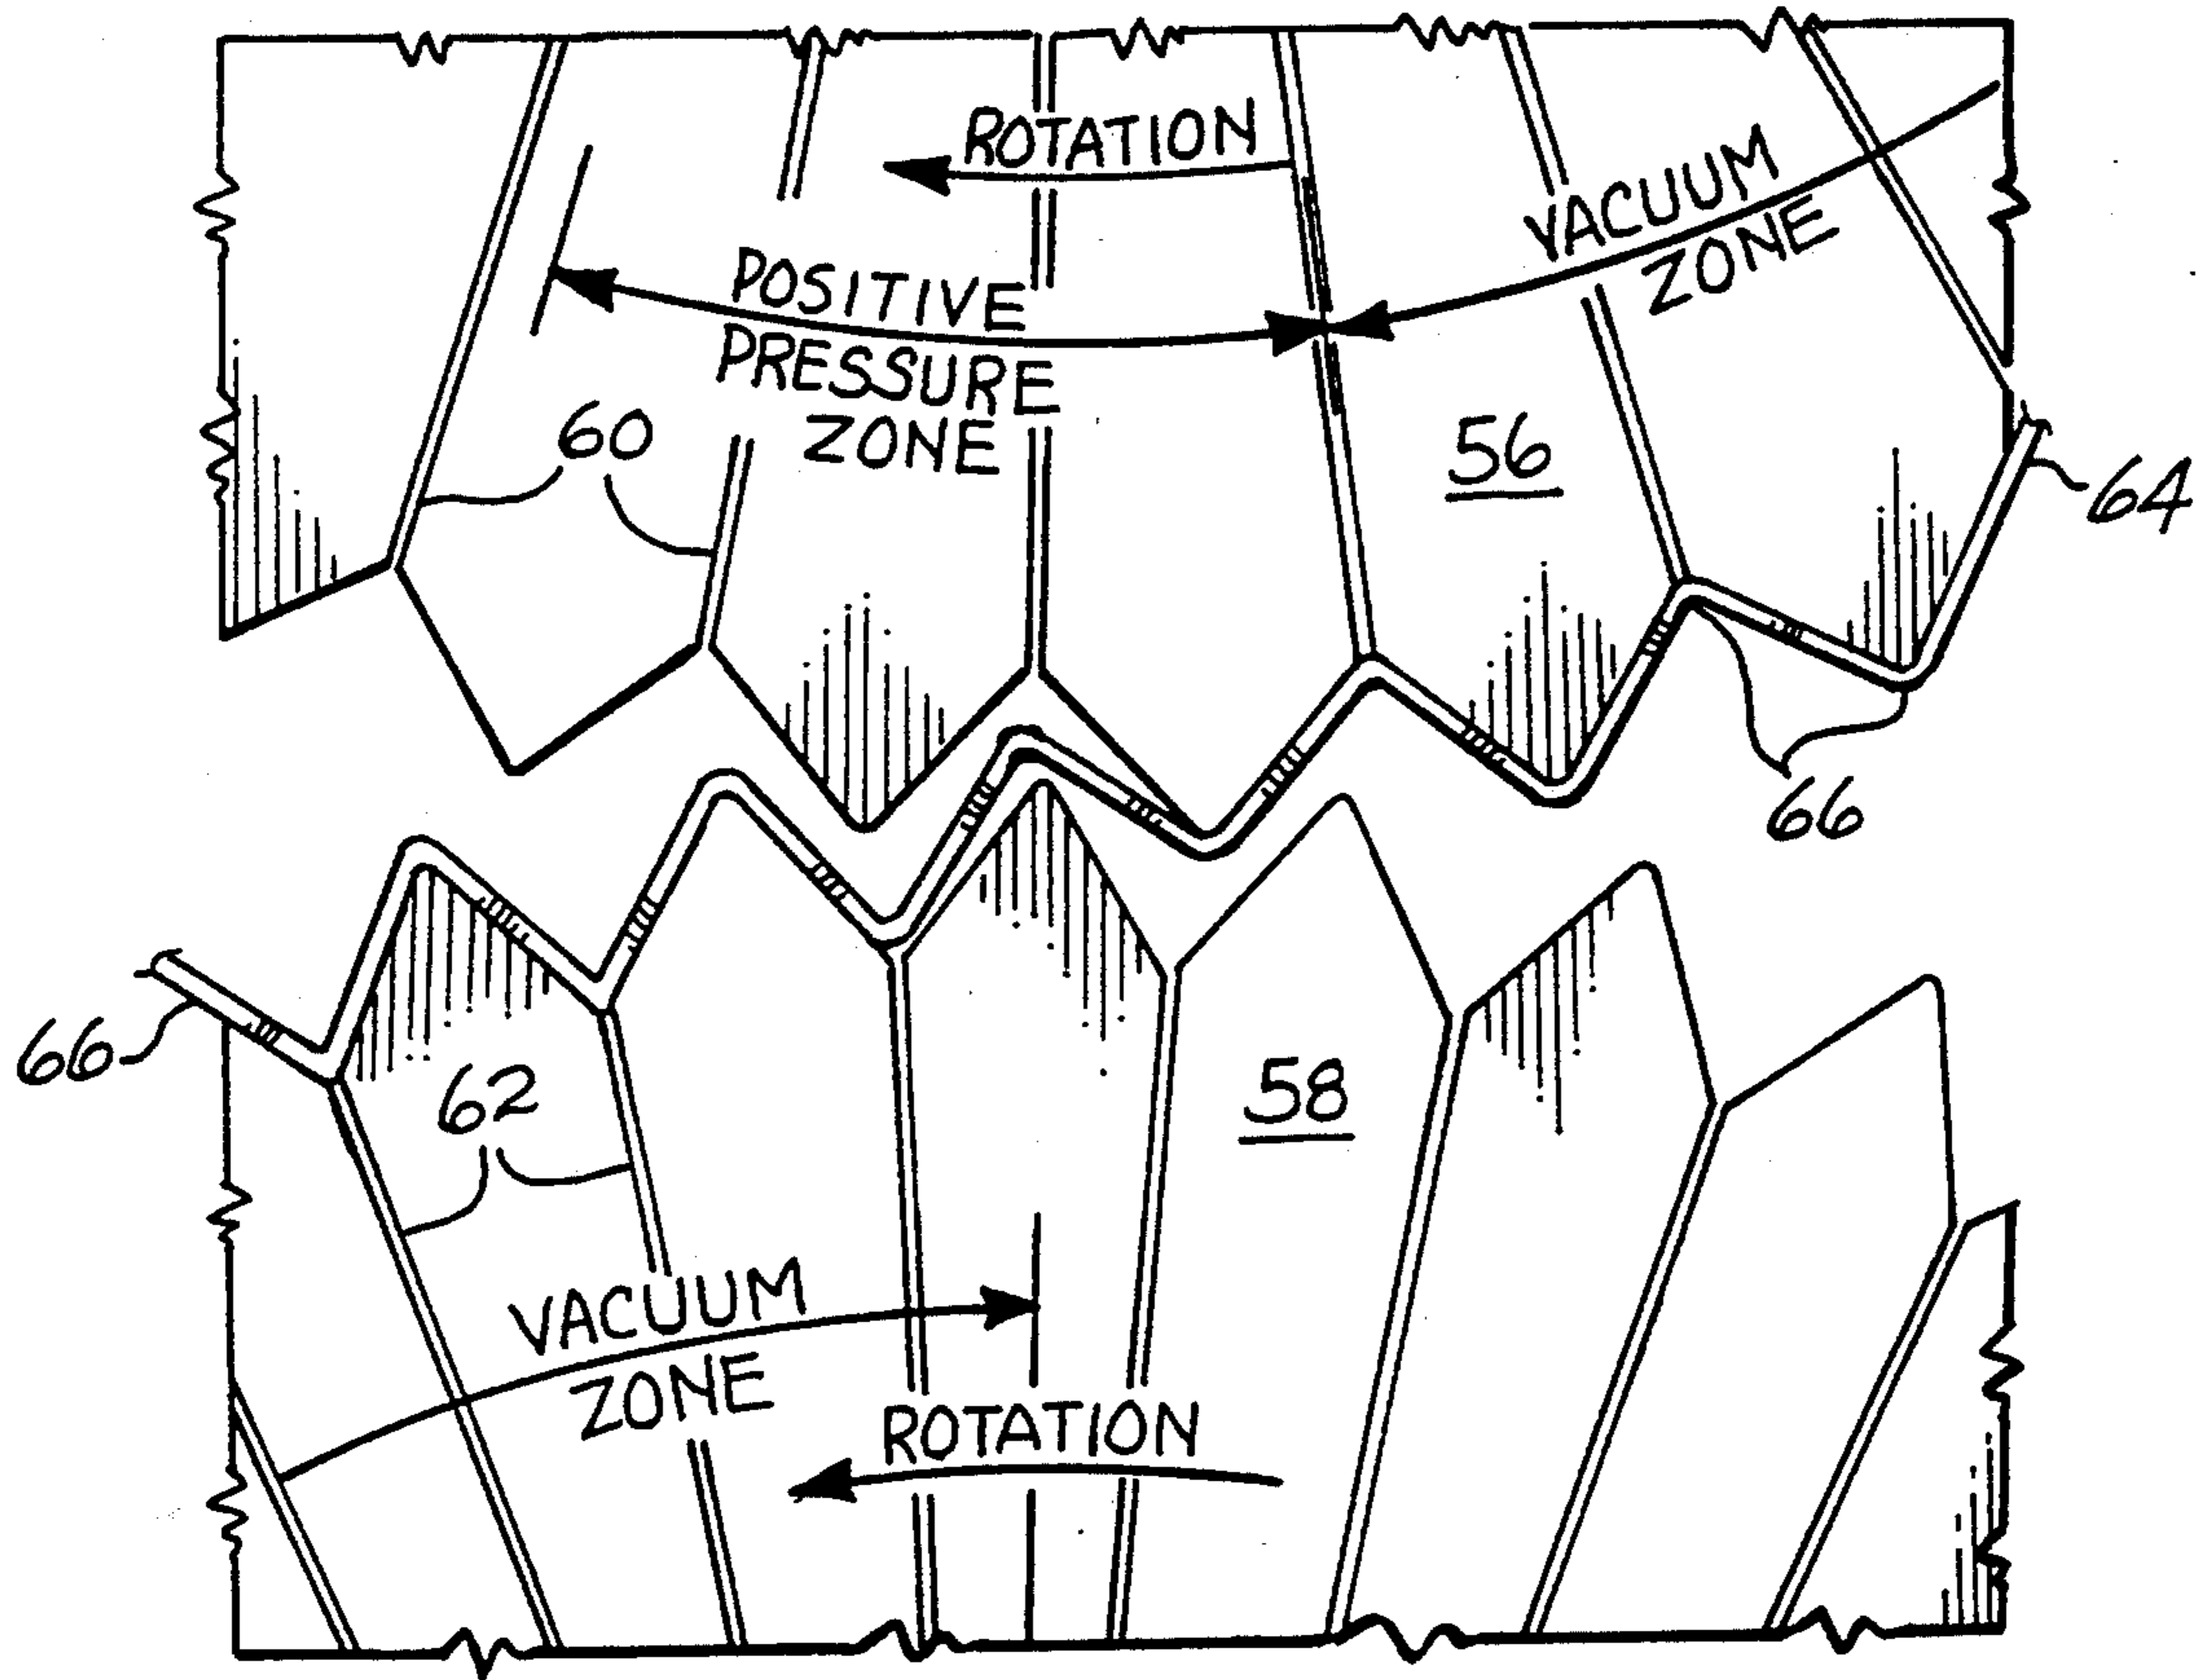 ROTATION
VACUUM
ZONE
POSITIVE
PRESSURE
ZONE
60
56
64
66
66
62
58
VACUUM
ZONE
ROTATION